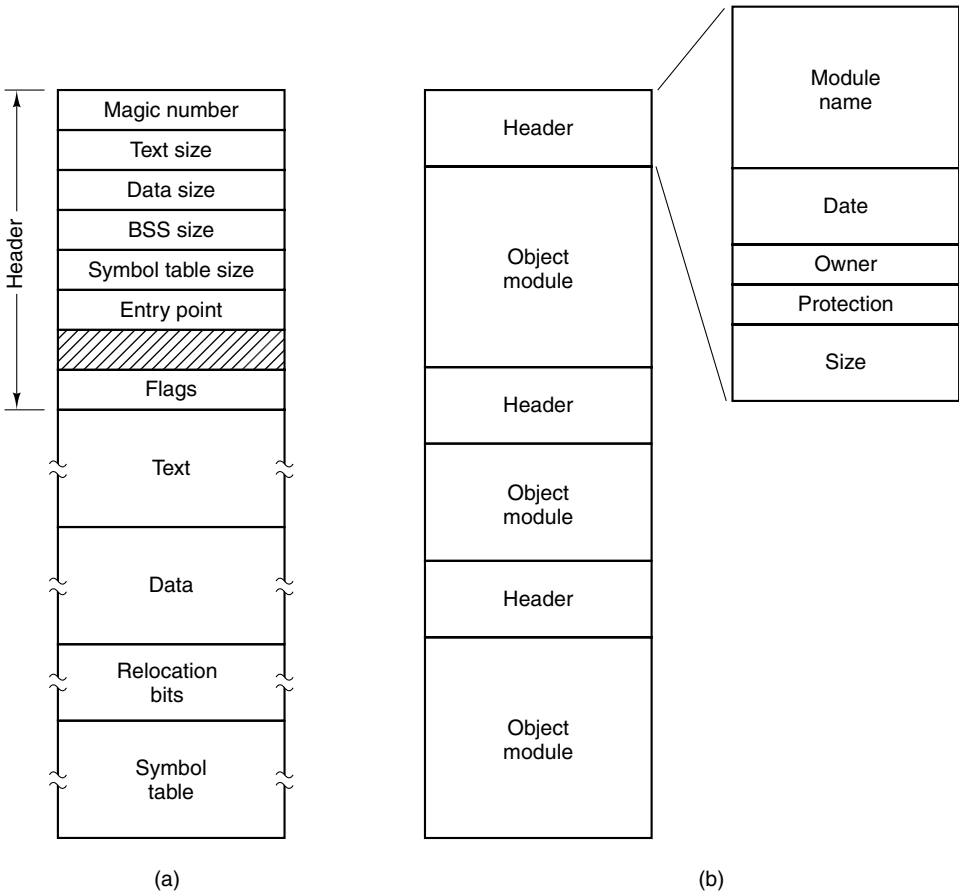 Header
Magic number
Text size
Data size
BSS size
Symbol table size
Entry point
Flags
Text
Data
Relocation
bits
Symbol
table
(a)
Header
Object
module
Header
Object
module
Header
Object
module
Module
name
Date
Owner
Protection
Size
(b)